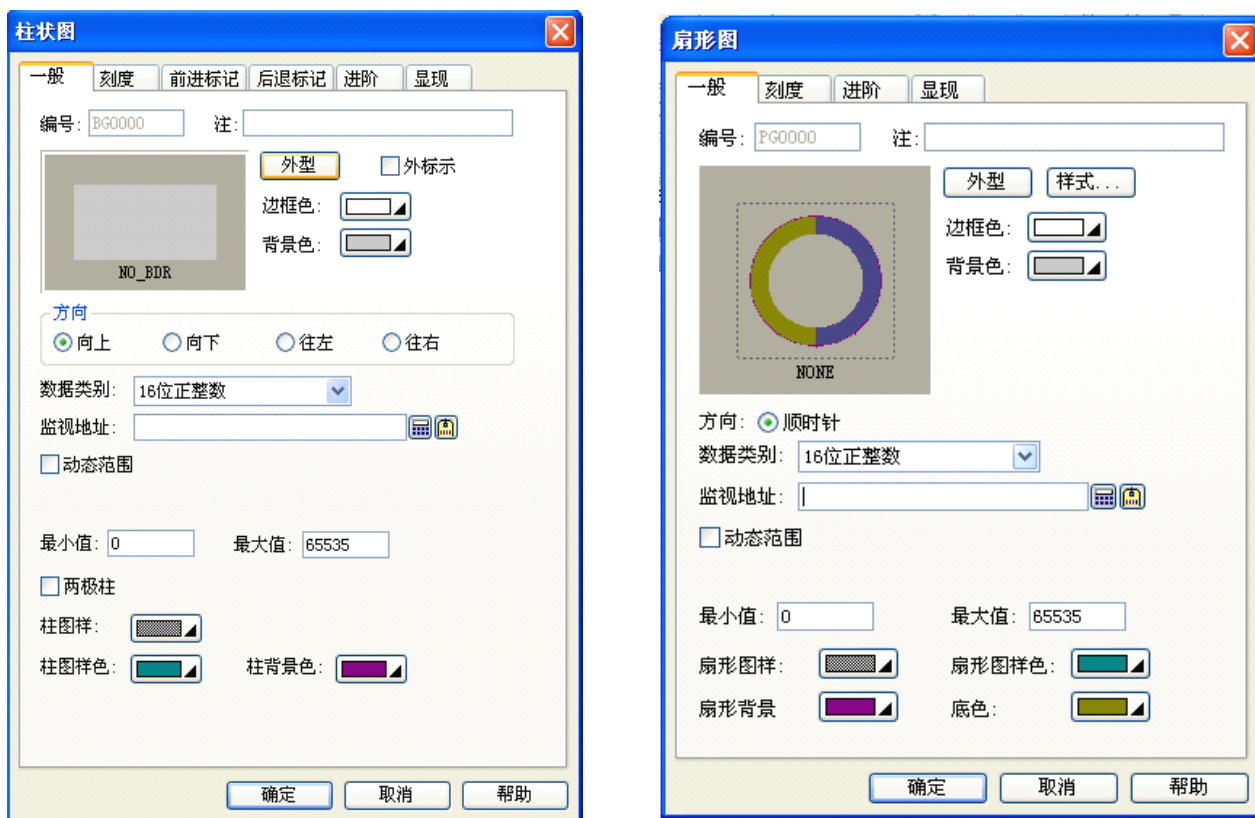 柱状图
一般 刻度 前进标记 后退标记 进阶 显现
编号: BG0000 注:
外型 外标示
边框色:
背景色:
NO_BDR
方向
向上 向下 往左 往右
数据类别: 16位正整数
监视地址:
动态范围
最小值: 0 最大值: 65535
两极柱
柱图样:
柱图样色: 柱背景色:
确定 取消 帮助
扇形图
一般 刻度 进阶 显现
编号: PG0000 注:
外型 样式...
边框色:
背景色:
NONE
方向: 顺时针
数据类别: 16位正整数
监视地址:
动态范围
最小值: 0 最大值: 65535
扇形图样: 扇形图样色:
扇形背景 底色:
确定 取消 帮助